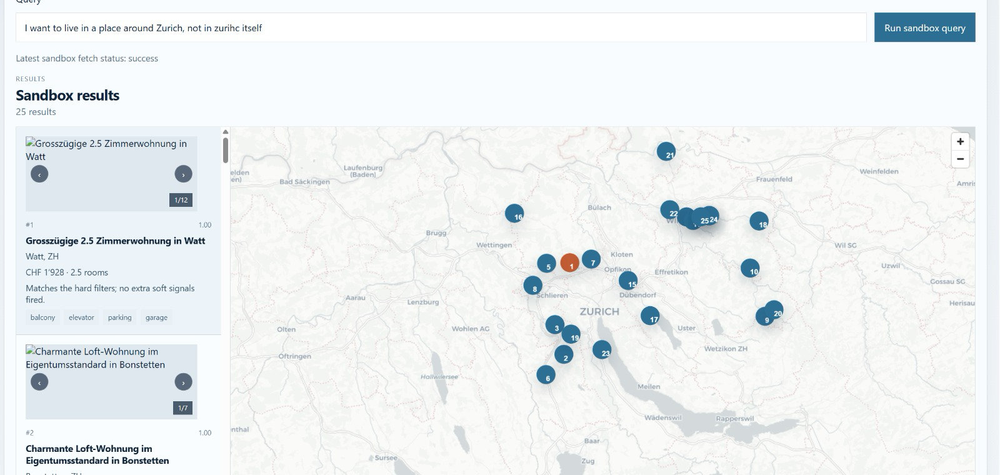 Query
I want to live in a place around Zurich, not in zurihc itself
Run sandbox query
Latest sandbox fetch status: success
RESULTS
Sandbox results
25 results
Grosszügige 2.5 Zimmerwohnung in
Watt
‹
›
1/12
#1
1.00
Grosszügige 2.5 Zimmerwohnung in Watt
Watt, ZH
CHF 1'928 · 2.5 rooms
Matches the hard filters; no extra soft signals
fired.
balcony
elevator
parking
garage
Charmante Loft-Wohnung im
Eigentumsstandard in Bonstetten
‹
›
1/7
#2
1.00
Charmante Loft-Wohnung im
Eigentumsstandard in Bonstetten
+
−
21
Laufenburg
(Baden)
Bad Säckingen
Weinfelden
Frauenfeld
Amris
elden
en)
16
Bülach
22
25
24
18
Brugg
Wettingen
Wil SG
5
1
7
Kloten
Opfikon
Effretikon
10
Uzwil
Gossau SG
15
8
Schlieren
Dübendorf
Aarau
Lenzburg
Herisau
ZURICH
20
9
17
Uster
3
19
Olten
Wohlen AG
Wetzikon ZH
23
2
Oftringen
6
Hallwilersee
Meilen
Wädenswil
Rapperswil
nthal
Baar
Sursee
Zug